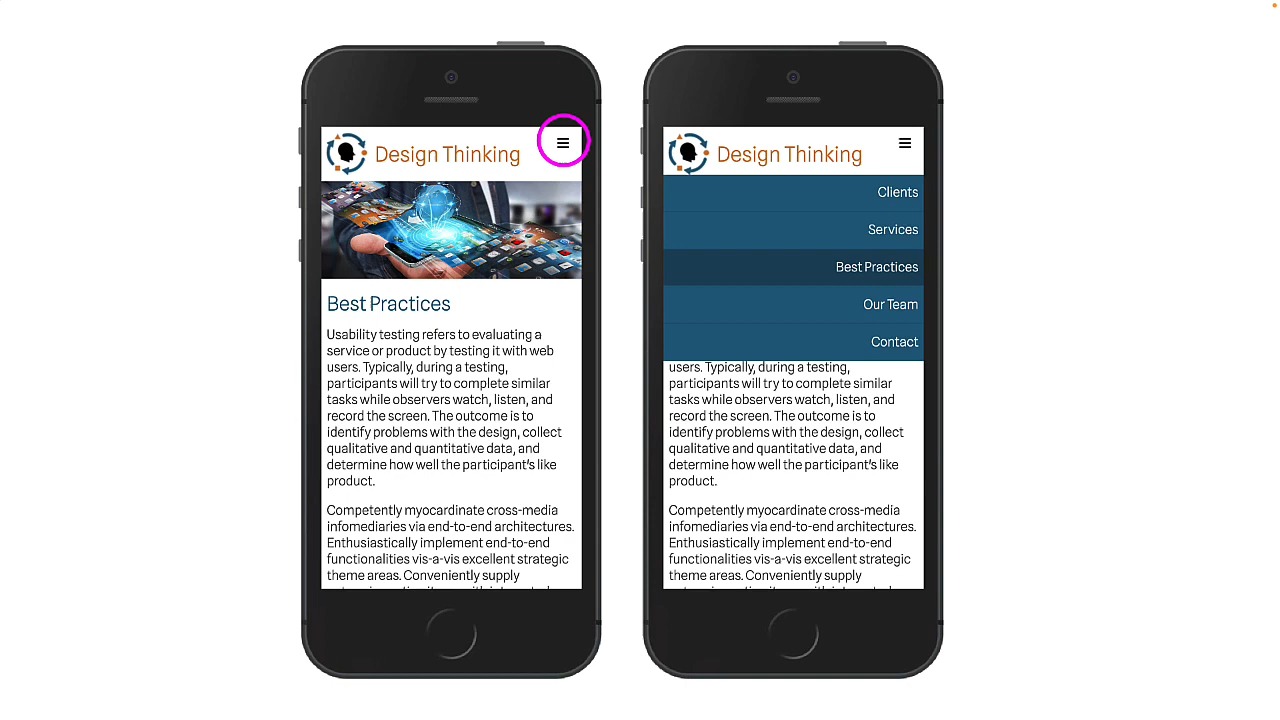 Design Thinking
Best Practices
Usability testing refers to evaluating a
service or product by testing it with web
users. Typically, during a testing,
participants will try to complete similar
tasks while observers watch, listen, and
record the screen. The outcome is to
identify problems with the design, collect
qualitative and quantitative data, and
determine how well the participant's like
product.
Competently myocardinate cross-media
infomediaries via end-to-end architectures.
Enthusiastically implement end-to-end
functionalities vis-a-vis excellent strategic
theme areas. Conveniently supply
Design Thinking
Clients
Services
Best Practices
Our Team
Contact
users. Typically, during a testing,
participants will try to complete similar
tasks while observers watch, listen, and
record the screen. The outcome is to
identify problems with the design, collect
qualitative and quantitative data, and
determine how well the participant's like
product.
Competently myocardinate cross-media
infomediaries via end-to-end architectures.
Enthusiastically implement end-to-end
functionalities vis-a-vis excellent strategic
theme areas. Conveniently supply